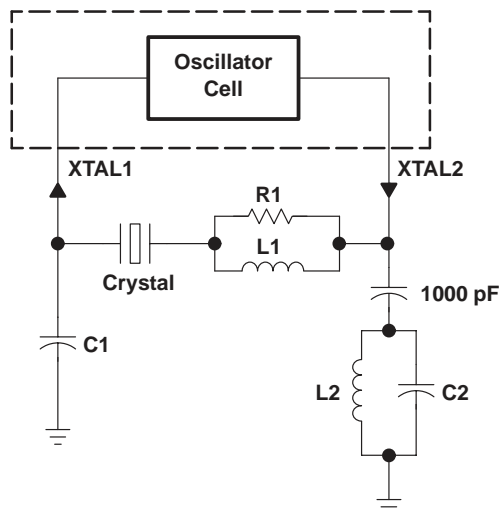 Oscillator
Cell
XTAL1
XTAL2
R1
L1
Crystal
1000 pF
C1
L2
C2